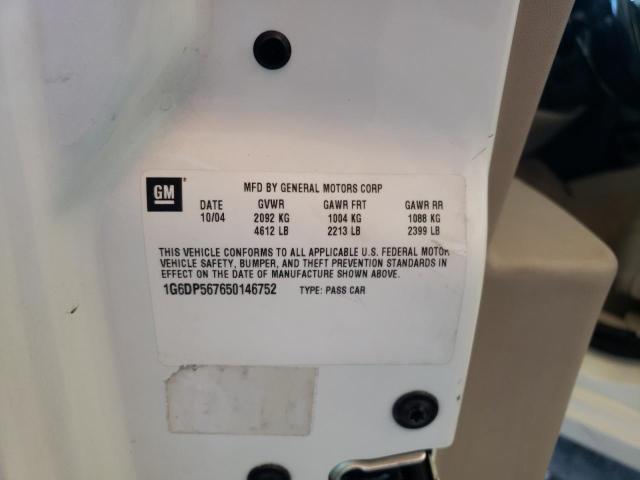 GM
MFD BY GENERAL MOTORS CORP
DATE GVWR GAWR FRT GAWR RR
10/04 2092 KG 1004 KG 1088 KG
4612 LB 2213 LB 2399 LB
THIS VEHICLE CONFORMS TO ALL APPLICABLE U.S. FEDERAL MOTOR
VEHICLE SAFETY, BUMPER, AND THEFT PREVENTION STANDARDS IN
EFFECT ON THE DATE OF MANUFACTURE SHOWN ABOVE.
1G6DP567650146752 TYPE: PASS CAR